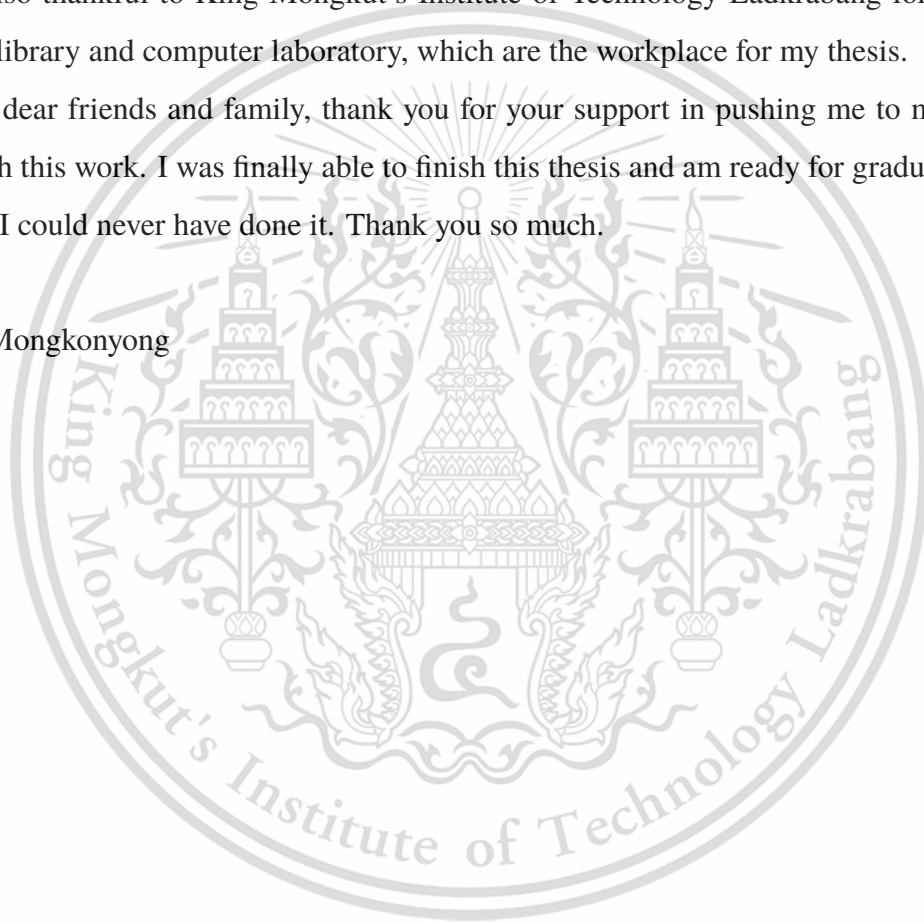 so thankful to King Mongkut's Institute of Technology Ladkrabang for
library and computer laboratory, which are the workplace for my thesis.
dear friends and family, thank you for your support in pushing me to
this work. I was finally able to finish this thesis and am ready for
I could never have done it. Thank you so much.
Mongkonyong
King Mongkut's Institute of Technology Ladkrabang